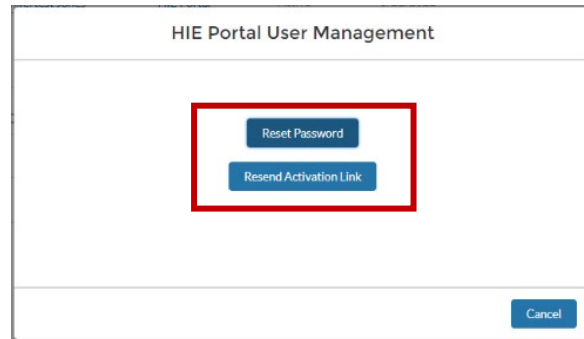 HIE Portal User Management
Reset Password
Resend Activation Link
Cancel